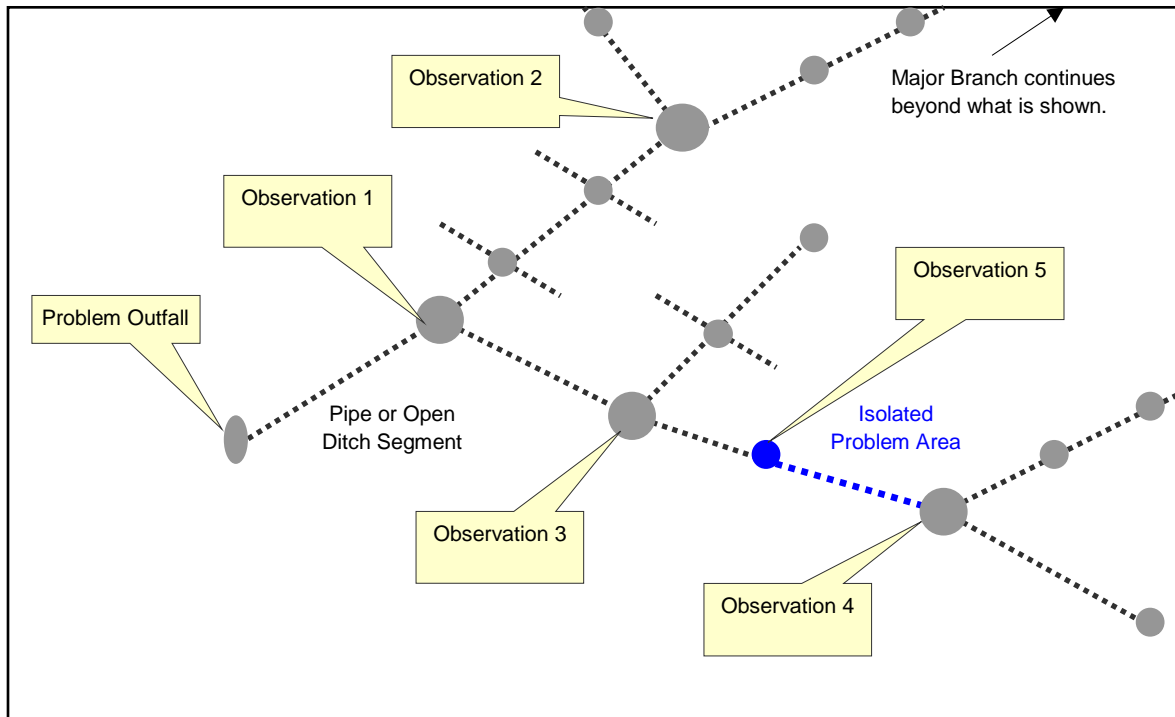 Observation 2
Major Branch continues
beyond what is shown.
Observation 1
Observation 5
Problem Outfall
Pipe or Open
Ditch Segment
Isolated
Problem Area
Observation 3
Observation 4